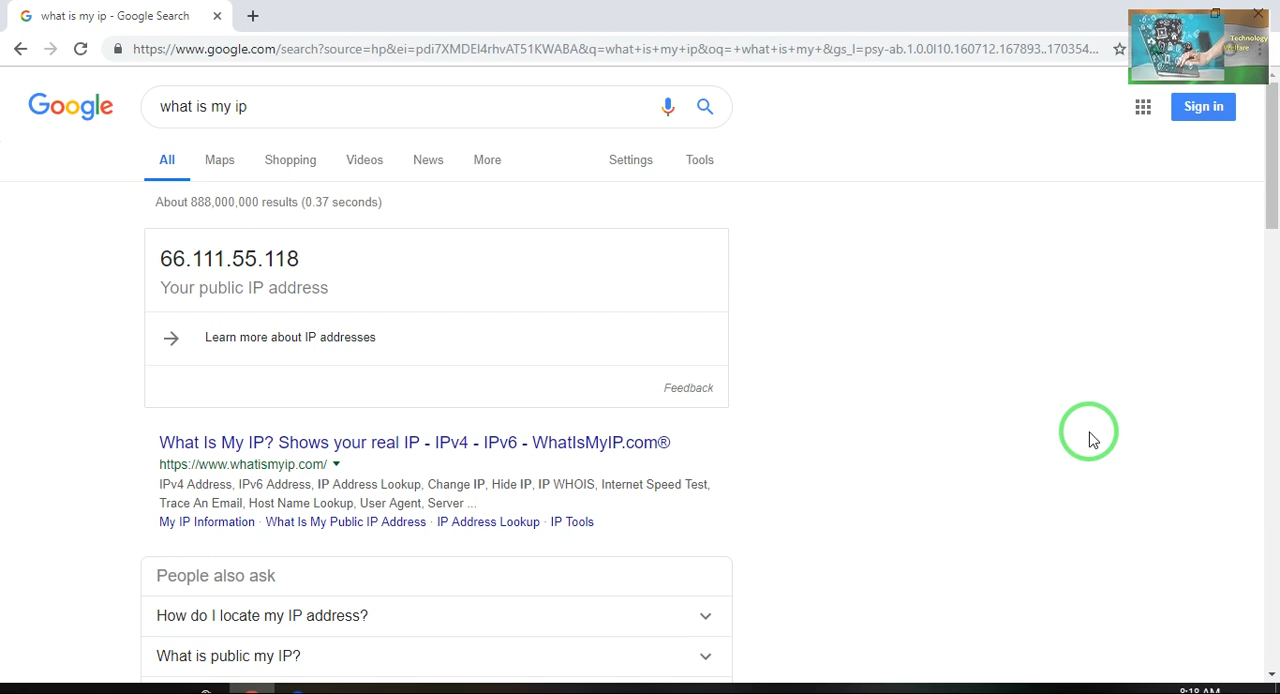 what is my ip - Google Search
https://www.google.com/search?source=hp&ei=pdi7XMDEI4rhvAT51KWABA&q=what+is+my+ip&oq=+what+is+my+&gs_l=psy-ab.1.0.0l10.160712.167893..170354...
Technology
Welfare
Google
what is my ip
Sign in
All Maps Shopping Videos News More Settings Tools
About 888,000,000 results (0.37 seconds)
66.111.55.118
Your public IP address
Learn more about IP addresses
Feedback
What Is My IP? Shows your real IP - IPv4 - IPv6 - WhatIsMyIP.com®
https://www.whatismyip.com/
IPv4 Address, IPv6 Address, IP Address Lookup, Change IP, Hide IP, IP WHOIS, Internet Speed Test,
Trace An Email, Host Name Lookup, User Agent, Server ...
My IP Information · What Is My Public IP Address · IP Address Lookup · IP Tools
People also ask
How do I locate my IP address?
What is public my IP?
9:18 AM